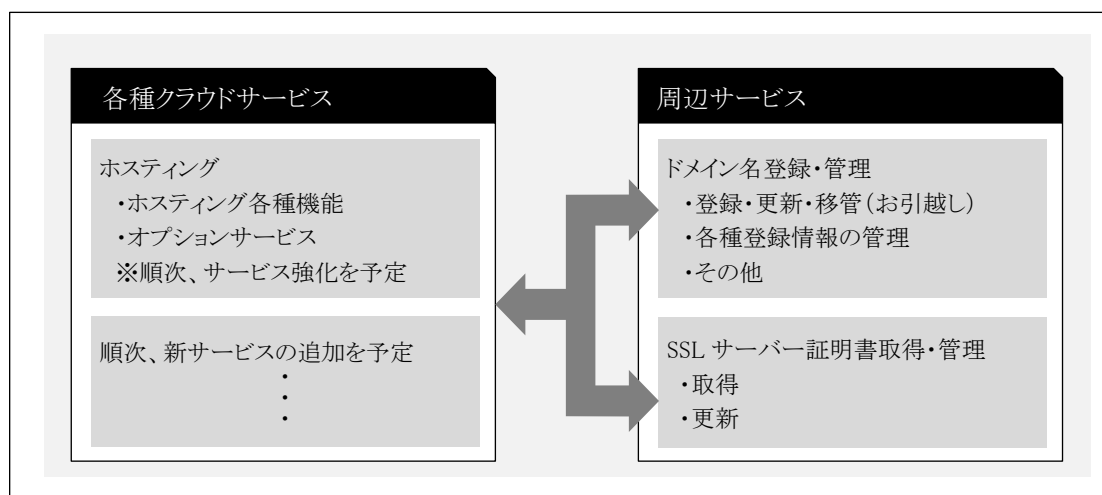 各種クラウドサービス
ホスティング
・ホスティング各種機能
・オプションサービス
※順次、サービス強化を予定
順次、新サービスの追加を予定
・
・
・
周辺サービス
ドメイン名登録・管理
・登録・更新・移管(お引越し)
・各種登録情報の管理
・その他
SSL サーバー証明書取得・管理
・取得
・更新